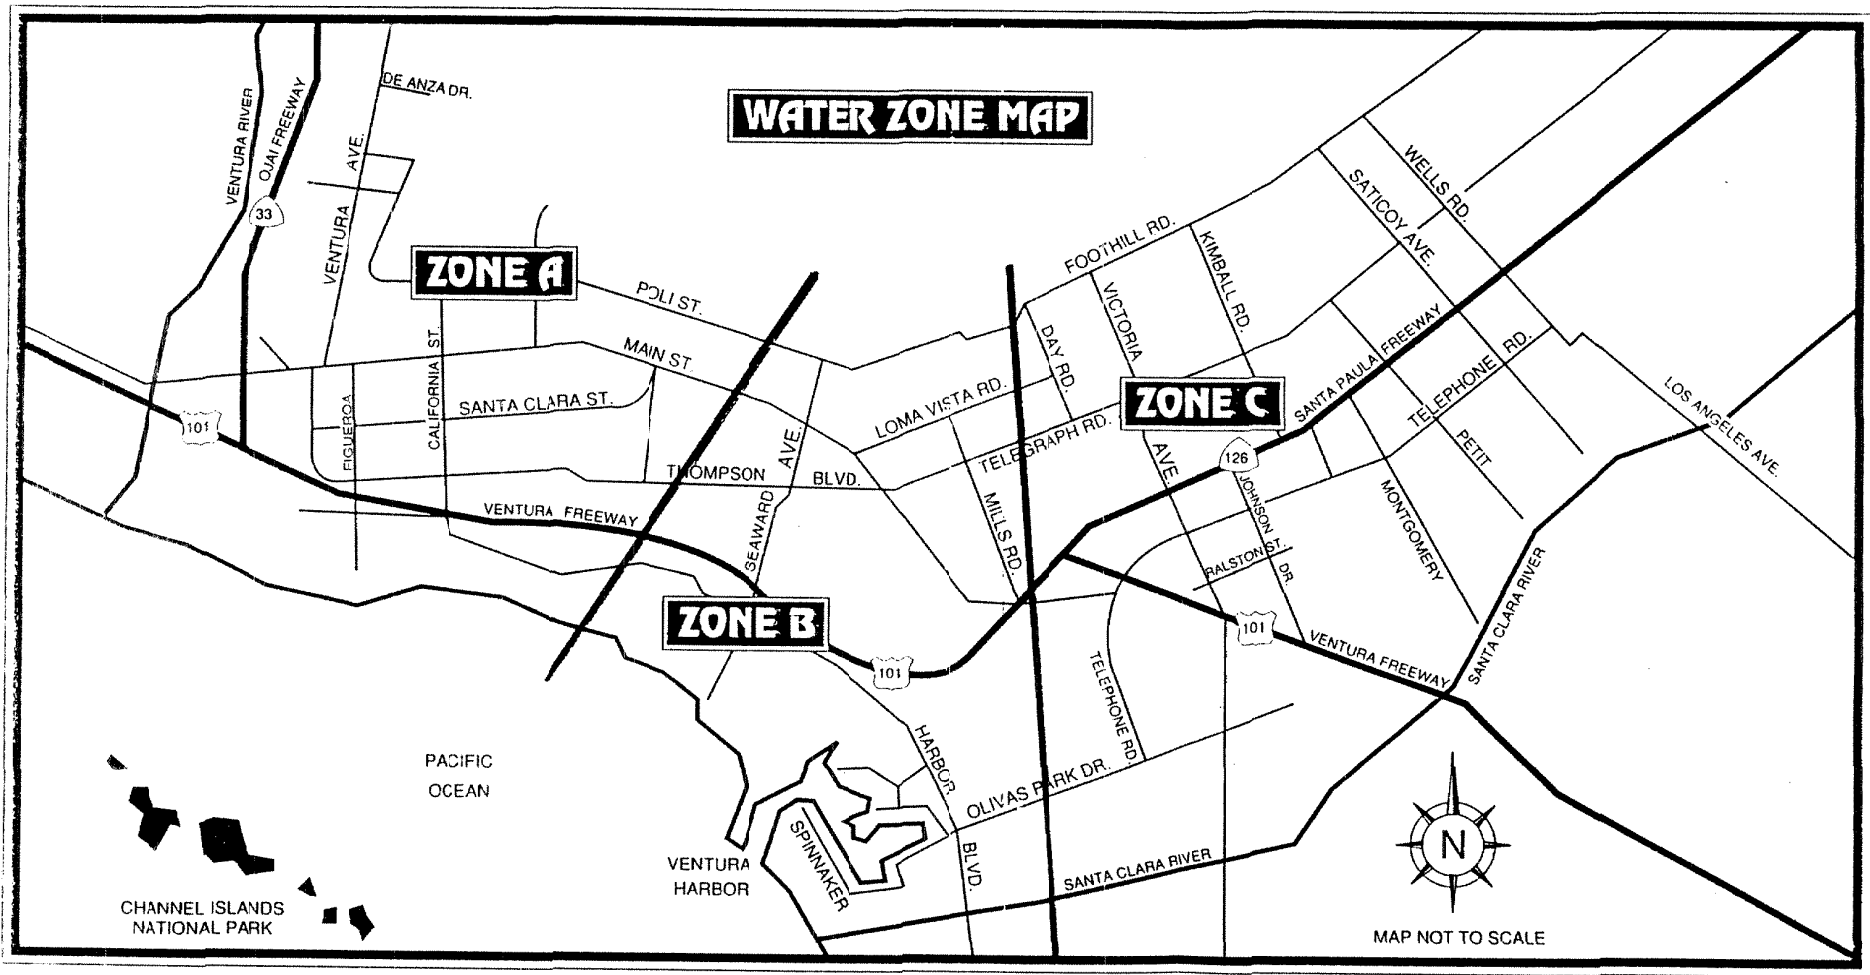 WATER ZONE MAP
DE ANZA DR.
VENTURA RIVER
OJAI FREEWAY
33
VENTURA AVE.
ZONE A
POLI ST.
MAIN ST.
CALIFORNIA ST.
SANTA CLARA ST.
FIGUEROA
101
THOMPSON BLVD.
VENTURA FREEWAY
SEAWARD AVE.
ZONE B
101
FOOTHILL RD.
WELLS RD.
SATICOY AVE.
KIMBALL RD.
VICTORIA AVE.
DAY RD.
LOMA VISTA RD.
TELEGRAPH RD.
ZONE C
SANTA PAULA FREEWAY
TELEPHONE RD.
LOS ANGELES AVE.
126
PETIT
MONTGOMERY
JOHNSON DR
MILLS RD.
RALSTON ST.
101
VENTURA FREEWAY
SANTA CLARA RIVER
TELEPHONE RD.
HARBOR BLVD.
OLIVAS PARK DR.
SPINNAKER
SANTA CLARA RIVER
PACIFIC
OCEAN
VENTURA
HARBOR
CHANNEL ISLANDS
NATIONAL PARK
N
MAP NOT TO SCALE